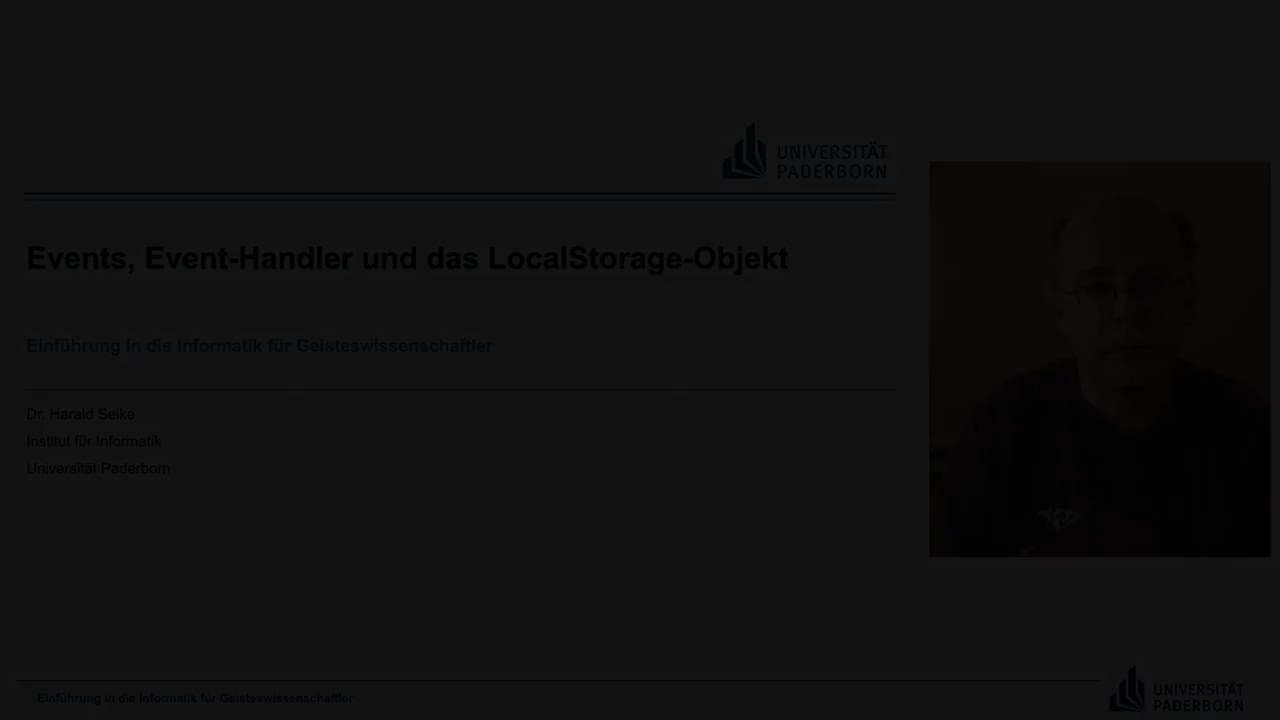 UNIVERSITÄT
PADERBORN
Events, Event-Handler und das LocalStorage-Objekt
Einführung in die Informatik für Geisteswissenschaftler
Dr. Harald Selke
Institut für Informatik
Universität Paderborn
Einführung in die Informatik für Geisteswissenschaftler
UNIVERSITÄT
PADERBORN